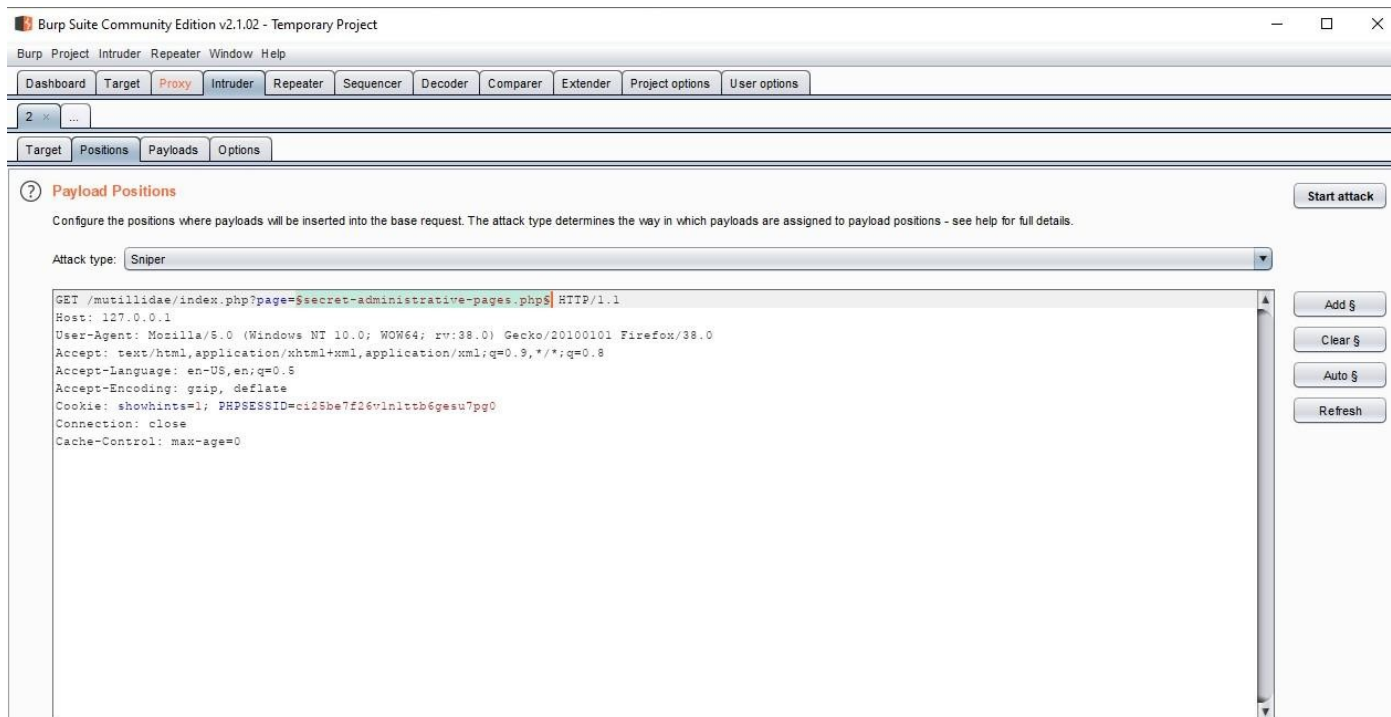 Burp Suite Community Edition v2.1.02 - Temporary Project
Burp Project Intruder Repeater Window Help
Dashboard Target Proxy Intruder Repeater Sequencer Decoder Comparer Extender Project options User options
2 × ...
Target Positions Payloads Options
? Payload Positions
Start attack
Configure the positions where payloads will be inserted into the base request. The attack type determines the way in which payloads are assigned to payload positions - see help for full details.
Attack type: Sniper
GET /mutillidae/index.php?page=§secret-administrative-pages.php§ HTTP/1.1
Host: 127.0.0.1
User-Agent: Mozilla/5.0 (Windows NT 10.0; WOW64; rv:38.0) Gecko/20100101 Firefox/38.0
Accept: text/html,application/xhtml+xml,application/xml;q=0.9,*/*;q=0.8
Accept-Language: en-US,en;q=0.5
Accept-Encoding: gzip, deflate
Cookie: showhints=1; PHPSESSID=ci25be7f26vln1ttb6gesu7pg0
Connection: close
Cache-Control: max-age=0
Add §
Clear §
Auto §
Refresh